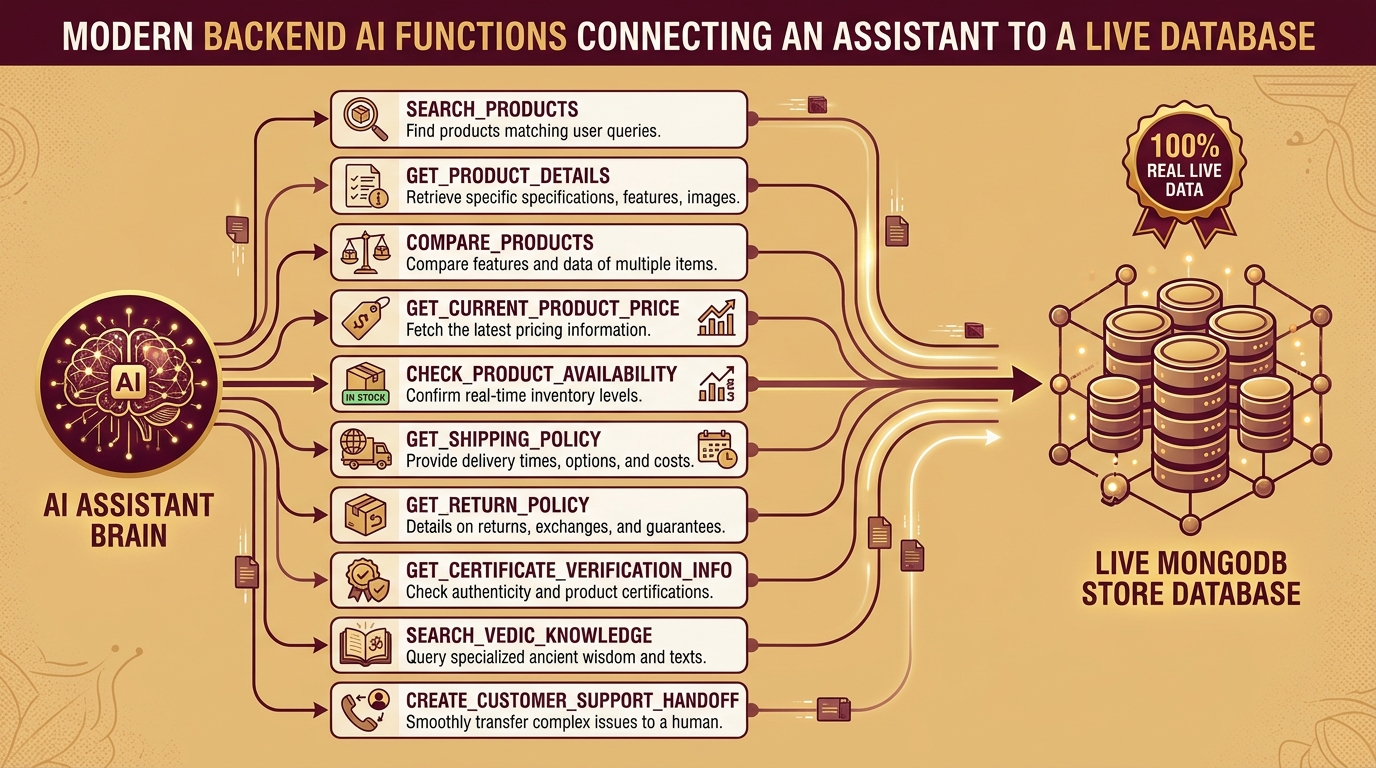 MODERN BACKEND AI FUNCTIONS CONNECTING AN ASSISTANT TO A LIVE DATABASE
SEARCH_PRODUCTS
Find products matching user queries.
GET_PRODUCT_DETAILS
Retrieve specific specifications, features, images.
COMPARE_PRODUCTS
Compare features and data of multiple items.
GET_CURRENT_PRODUCT_PRICE
Fetch the latest pricing information.
CHECK_PRODUCT_AVAILABILITY
Confirm real-time inventory levels.
IN STOCK
GET_SHIPPING_POLICY
Provide delivery times, options, and costs.
GET_RETURN_POLICY
Details on returns, exchanges, and guarantees.
GET_CERTIFICATE_VERIFICATION_INFO
Check authenticity and product certifications.
SEARCH_VEDIC_KNOWLEDGE
Query specialized ancient wisdom and texts.
ॐ
CREATE_CUSTOMER_SUPPORT_HANDOFF
Smoothly transfer complex issues to a human.
AI
AI ASSISTANT
BRAIN
100%
REAL LIVE
DATA
LIVE MONGODB
STORE DATABASE